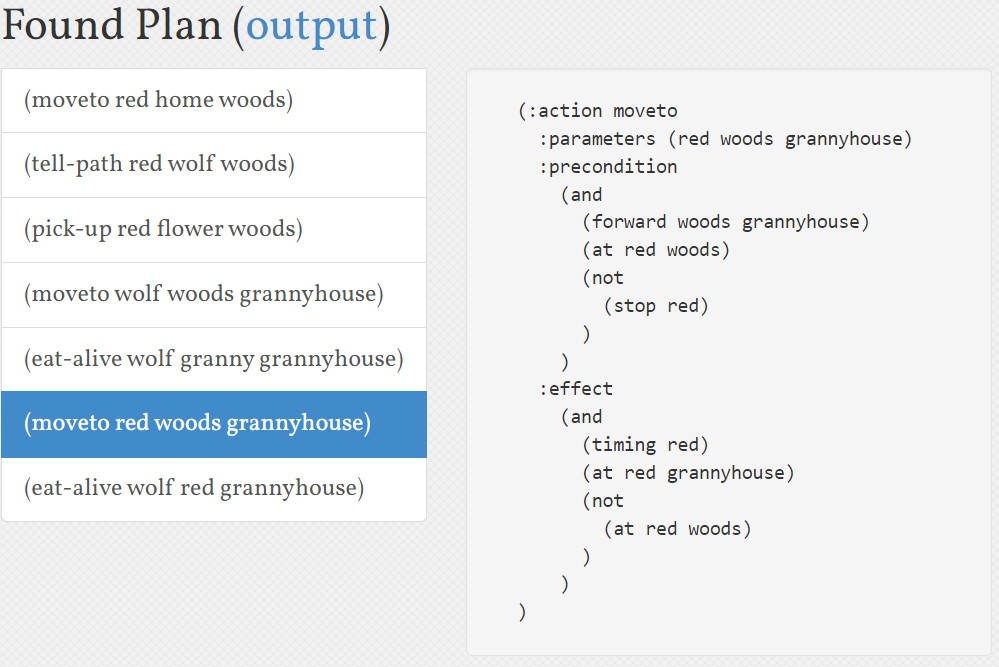 Found Plan (output)
(moveto red home woods)
(tell-path red wolf woods)
(pick-up red flower woods)
(moveto wolf woods grannyhouse)
(eat-alive wolf granny grannyhouse)
(moveto red woods grannyhouse)
(eat-alive wolf red grannyhouse)
(:action moveto
  :parameters (red woods grannyhouse)
  :precondition
    (and
      (forward woods grannyhouse)
      (at red woods)
      (not
        (stop red)
      )
    )
  :effect
    (and
      (timing red)
      (at red grannyhouse)
      (not
        (at red woods)
      )
    )
)